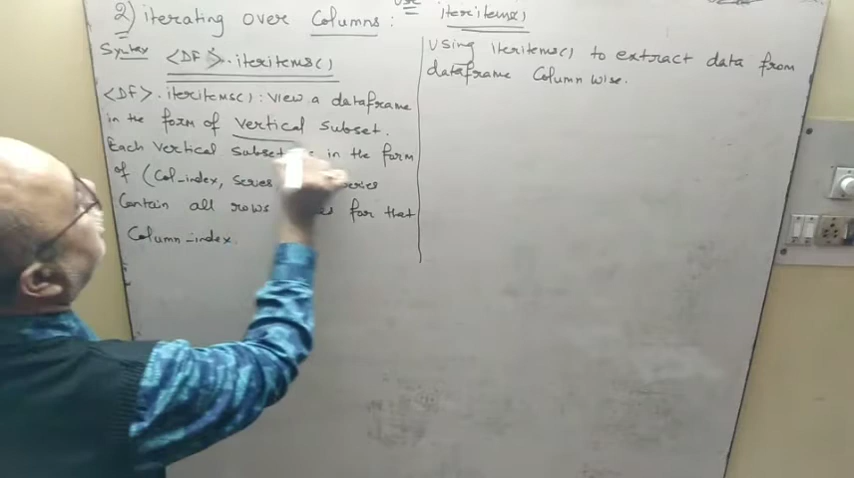 use
2) iterating over Columns : iteritems()
Syntax <DF>.iteritems()
<DF>.iteritems() : View a dataframe
in the form of vertical subset.
Each vertical subset in the form
of (Col_index, Series
Contain all rows for that
Column_index.
Using iteritems() to extract data from
dataframe Column wise.